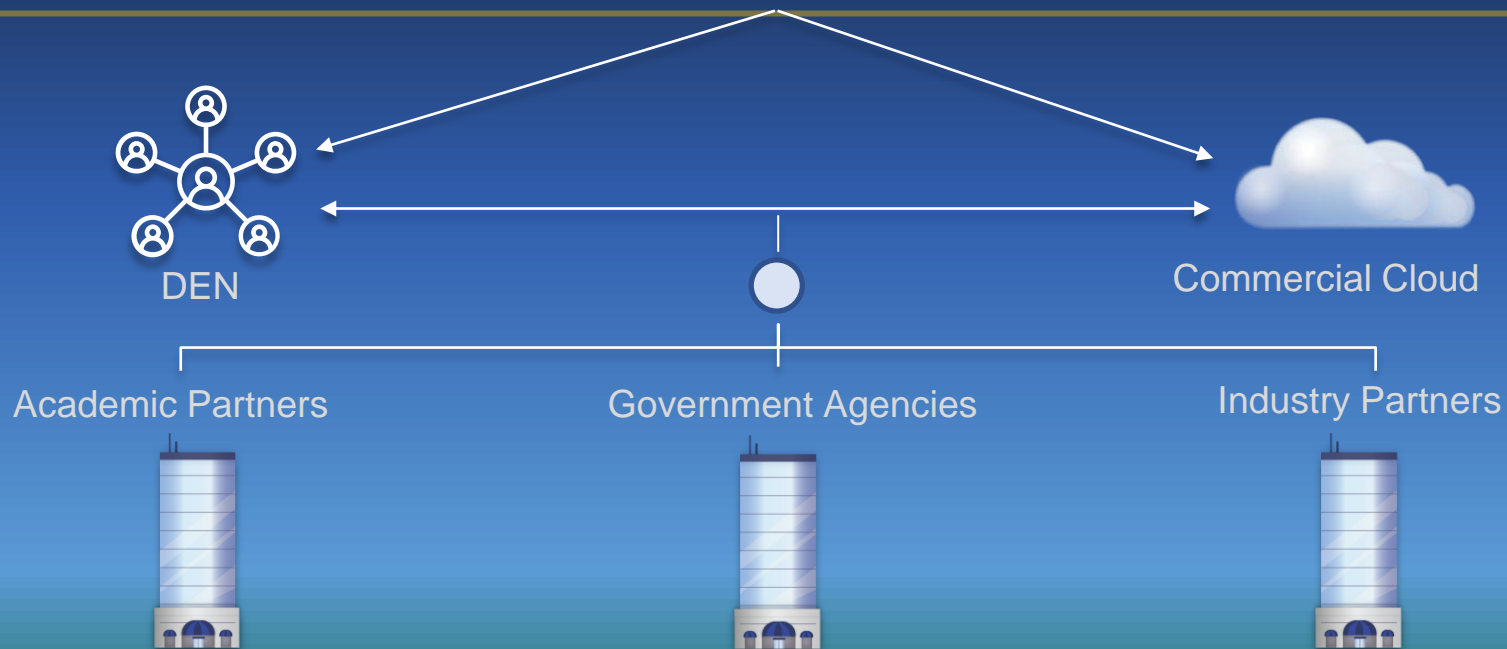 DEN
Commercial Cloud
Academic Partners
Government Agencies
Industry Partners